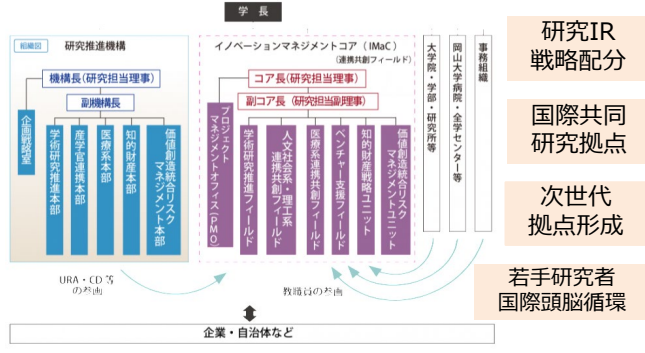 学 長
組織図
研究推進機構
機構長（研究担当理事）
副機構長
企画戦略室
学術研究推進本部
産学官連携本部
医療系本部
知的財産本部
価値創造統合リスク
マネジメント本部
イノベーションマネジメントコア（IMaC）
（連携共創フィールド）
コア長（研究担当理事）
副コア長（研究担当副理事）
プロジェクト
マネジメントオフィス（PMO）
学術研究推進フィールド
人文社会系・理工系
連携共創フィールド
医療系連携共創フィールド
ベンチャー支援フィールド
知的財産戦略ユニット
価値創造統合リスク
マネジメントユニット
大学院・学部・研究所等
岡山大学病院・全学センター等
事務組織
URA・CD等
の参画
教職員の参画
企業・自治体など
研究IR
戦略配分
国際共同
研究拠点
次世代
拠点形成
若手研究者
国際頭脳循環